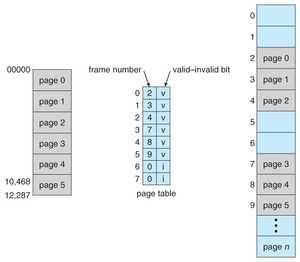 00000
page 0
page 1
page 2
page 3
page 4
page 5
10,468
12,287
frame number
valid–invalid bit
0 2 v
1 3 v
2 4 v
3 7 v
4 8 v
5 9 v
6 0 i
7 0 i
page table
0
1
2 page 0
3 page 1
4 page 2
5
6
7 page 3
8 page 4
9 page 5
page n